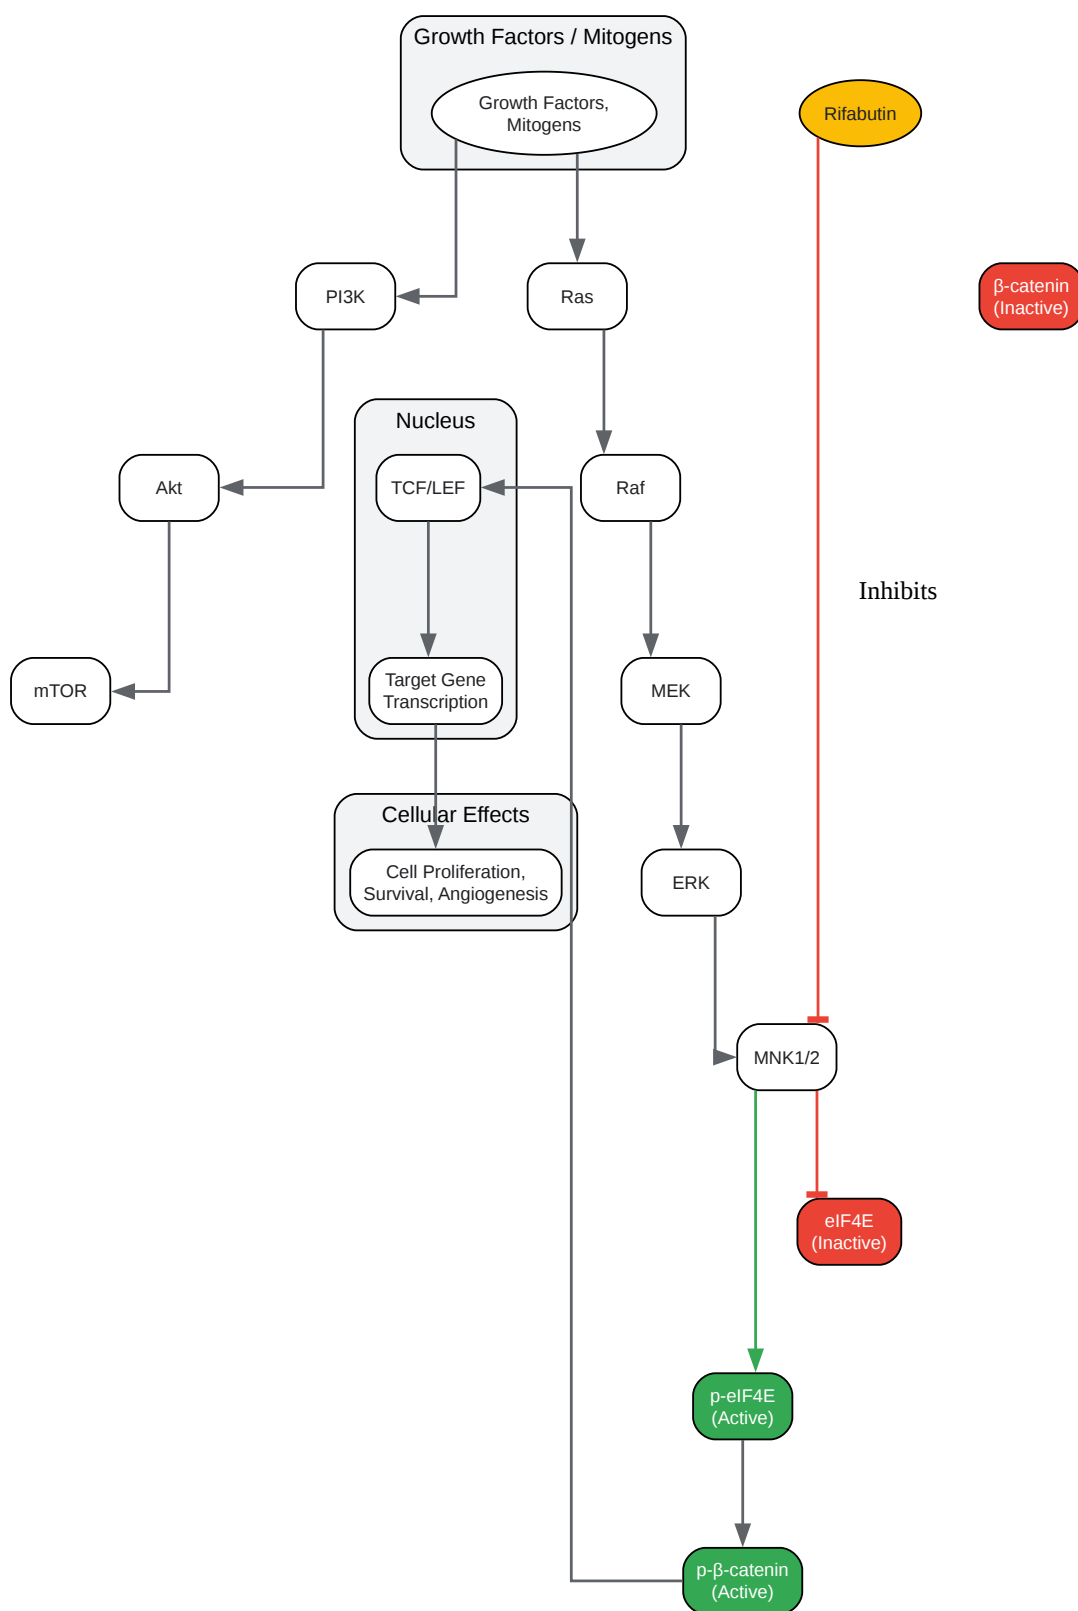 Growth Factors / Mitogens
Growth Factors,
Mitogens
Rifabutin
PI3K
Ras
β-catenin
(Inactive)
Nucleus
Akt
TCF/LEF
Raf
Inhibits
mTOR
Target Gene
Transcription
MEK
Cellular Effects
Cell Proliferation,
Survival, Angiogenesis
ERK
MNK1/2
eIF4E
(Inactive)
p-eIF4E
(Active)
p-β-catenin
(Active)